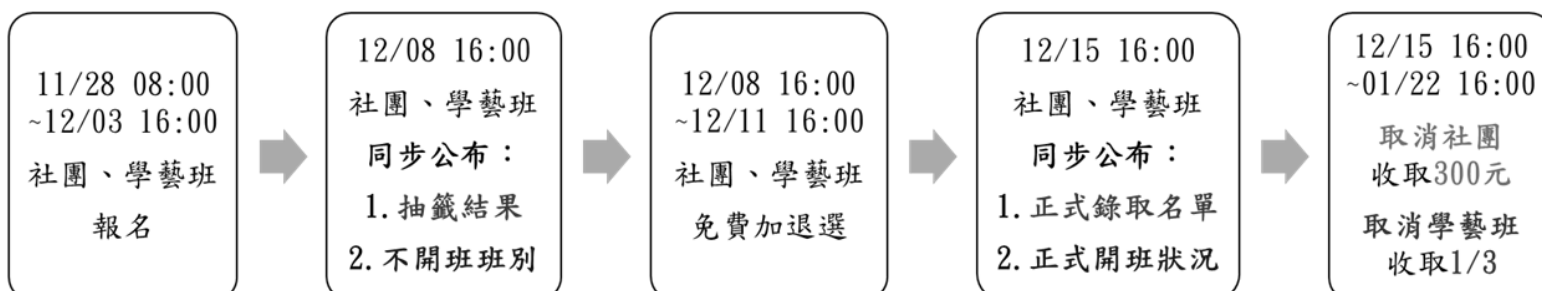 11/28 08:00
~12/03 16:00
社團、學藝班
報名
12/08 16:00
社團、學藝班
同步公布：
1.抽籤結果
2.不開班班別
12/08 16:00
~12/11 16:00
社團、學藝班
免費加退選
12/15 16:00
社團、學藝班
同步公布：
1.正式錄取名單
2.正式開班狀況
12/15 16:00
~01/22 16:00
取消社團
收取300元
取消學藝班
收取1/3